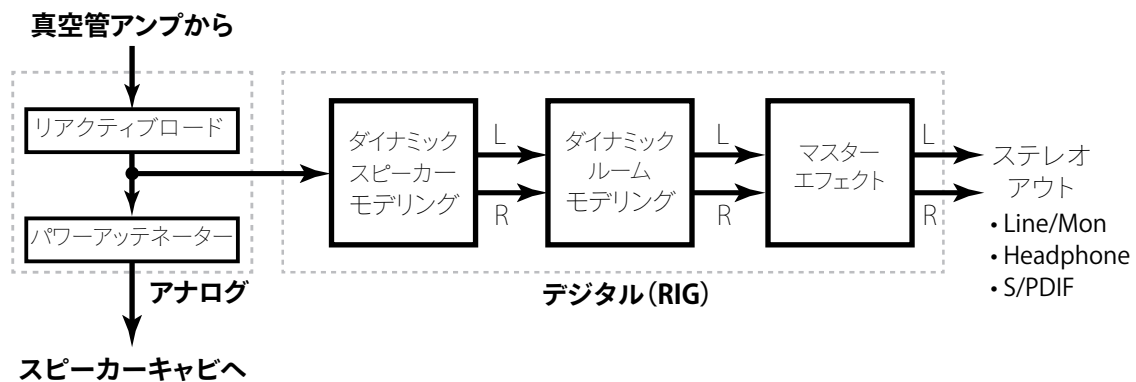 真空管アンプから
リアクティブロード
パワーアッテネーター
アナログ
スピーカーキャビへ
ダイナミック
スピーカー
モデリング
L
R
ダイナミック
ルーム
モデリング
L
R
マスター
エフェクト
L
R
デジタル(RIG)
ステレオ
アウト
• Line/Mon
• Headphone
• S/PDIF